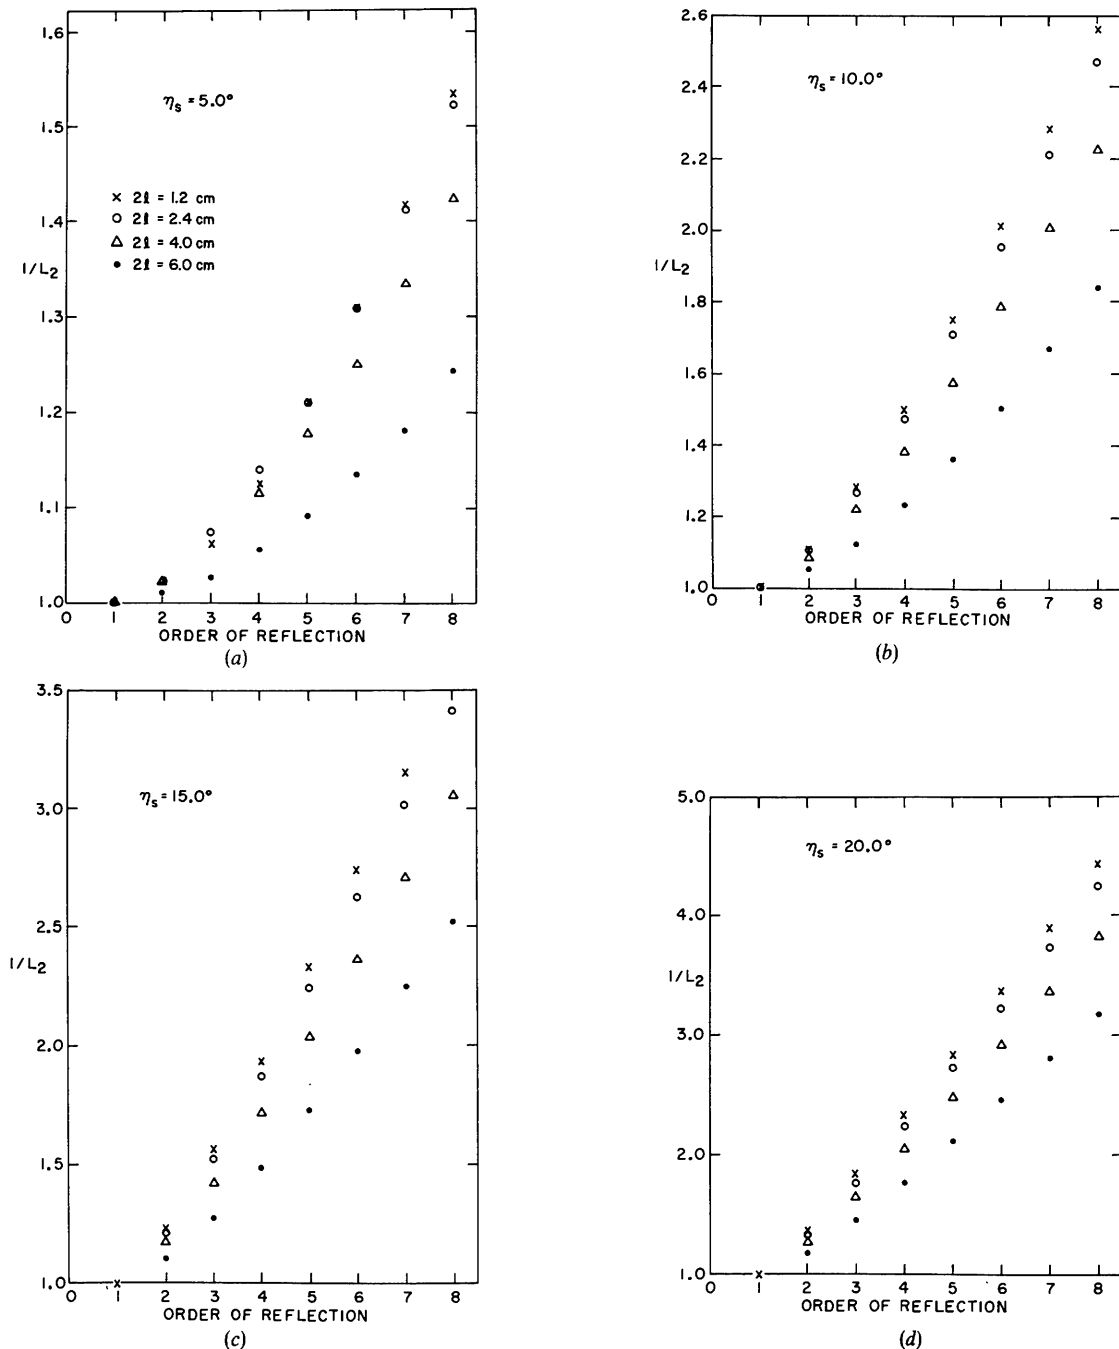 1.6
1.5
1.4
1/L₂
1.3
1.2
1.1
1.0
ηₛ = 5.0°
× 2ℓ = 1.2 cm
○ 2ℓ = 2.4 cm
△ 2ℓ = 4.0 cm
• 2ℓ = 6.0 cm
0 1 2 3 4 5 6 7 8
ORDER OF REFLECTION
(a)
2.6
2.4
2.2
2.0
1/L₂
1.8
1.6
1.4
1.2
1.0
ηₛ = 10.0°
0 1 2 3 4 5 6 7 8
ORDER OF REFLECTION
(b)
3.5
3.0
2.5
1/L₂
2.0
1.5
1.0
ηₛ = 15.0°
0 1 2 3 4 5 6 7 8
ORDER OF REFLECTION
(c)
5.0
4.0
1/L₂
3.0
2.0
1.0
ηₛ = 20.0°
0 1 2 3 4 5 6 7 8
ORDER OF REFLECTION
(d)